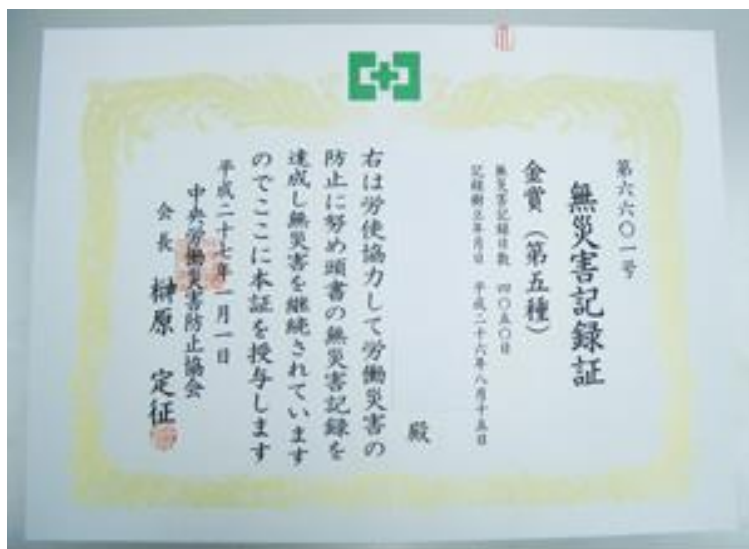 第六六〇一号
無災害記録証
金賞（第五種）
無災害記録日数 四〇五〇日
記録樹立年月日 平成二十六年八月十五日
殿
右は労使協力して労働災害の
防止に努め頭書の無災害記録を
達成し無災害を継続されています
のでここに本証を授与します
平成二十七年一月一日
中央労働災害防止協会
会長 榊原 定征